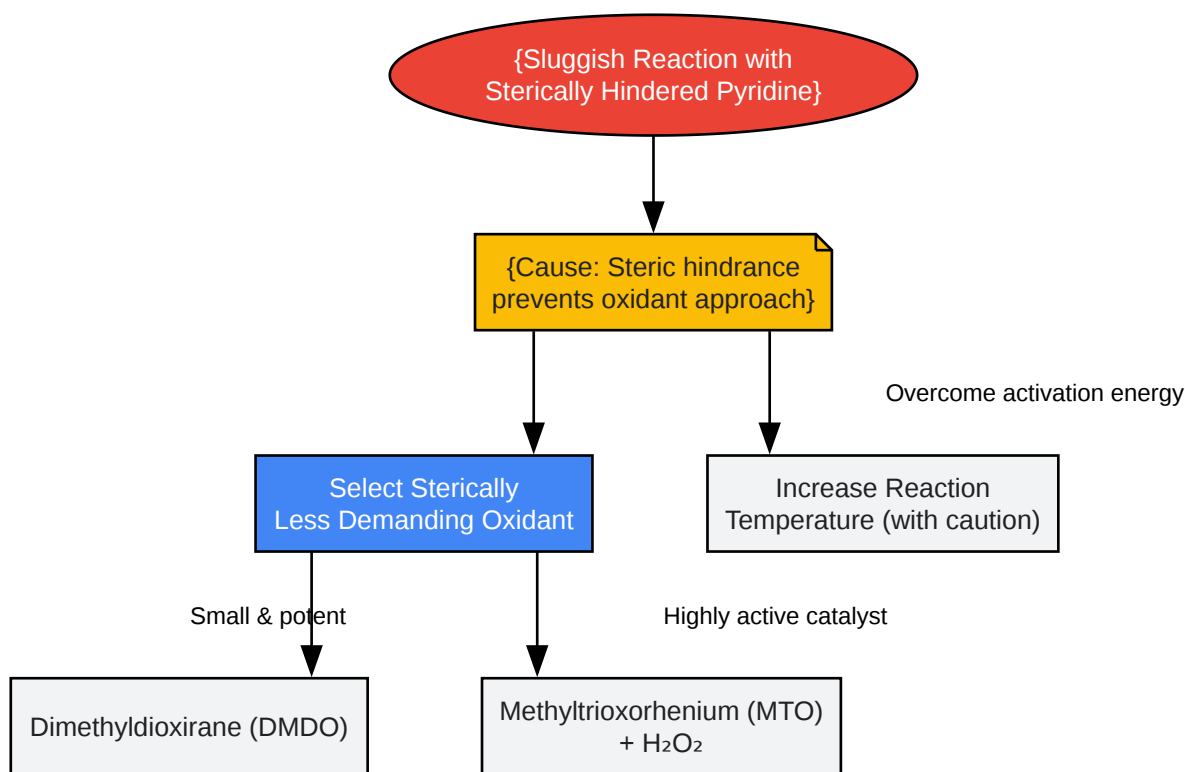 {Sluggish Reaction with
Sterically Hindered Pyridine}
{Cause: Steric hindrance
prevents oxidant approach}
Overcome activation energy
Select Sterically
Less Demanding Oxidant
Increase Reaction
Temperature (with caution)
Small & potent
Highly active catalyst
Dimethyldioxirane (DMDO)
Methyltrioxorhenium (MTO)
+ H₂O₂